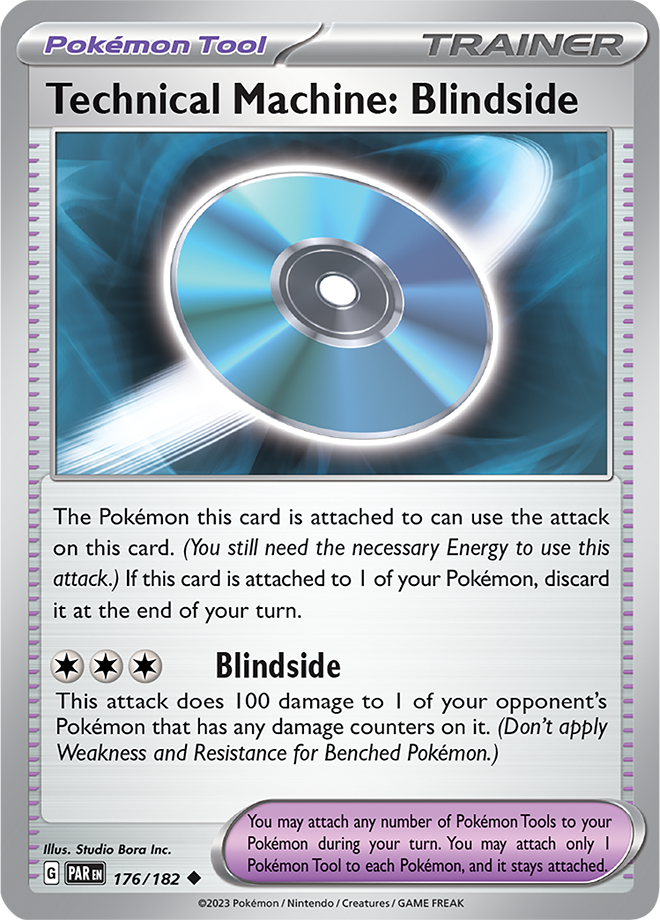 Pokémon Tool
TRAINER
Technical Machine: Blindside
The Pokémon this card is attached to can use the attack
on this card. (You still need the necessary Energy to use this
attack.) If this card is attached to 1 of your Pokémon, discard
it at the end of your turn.
Blindside
This attack does 100 damage to 1 of your opponent's
Pokémon that has any damage counters on it. (Don't apply
Weakness and Resistance for Benched Pokémon.)
You may attach any number of Pokémon Tools to your
Pokémon during your turn. You may attach only 1
Pokémon Tool to each Pokémon, and it stays attached.
Illus. Studio Bora Inc.
G PAR EN 176/182
©2023 Pokémon / Nintendo / Creatures / GAME FREAK